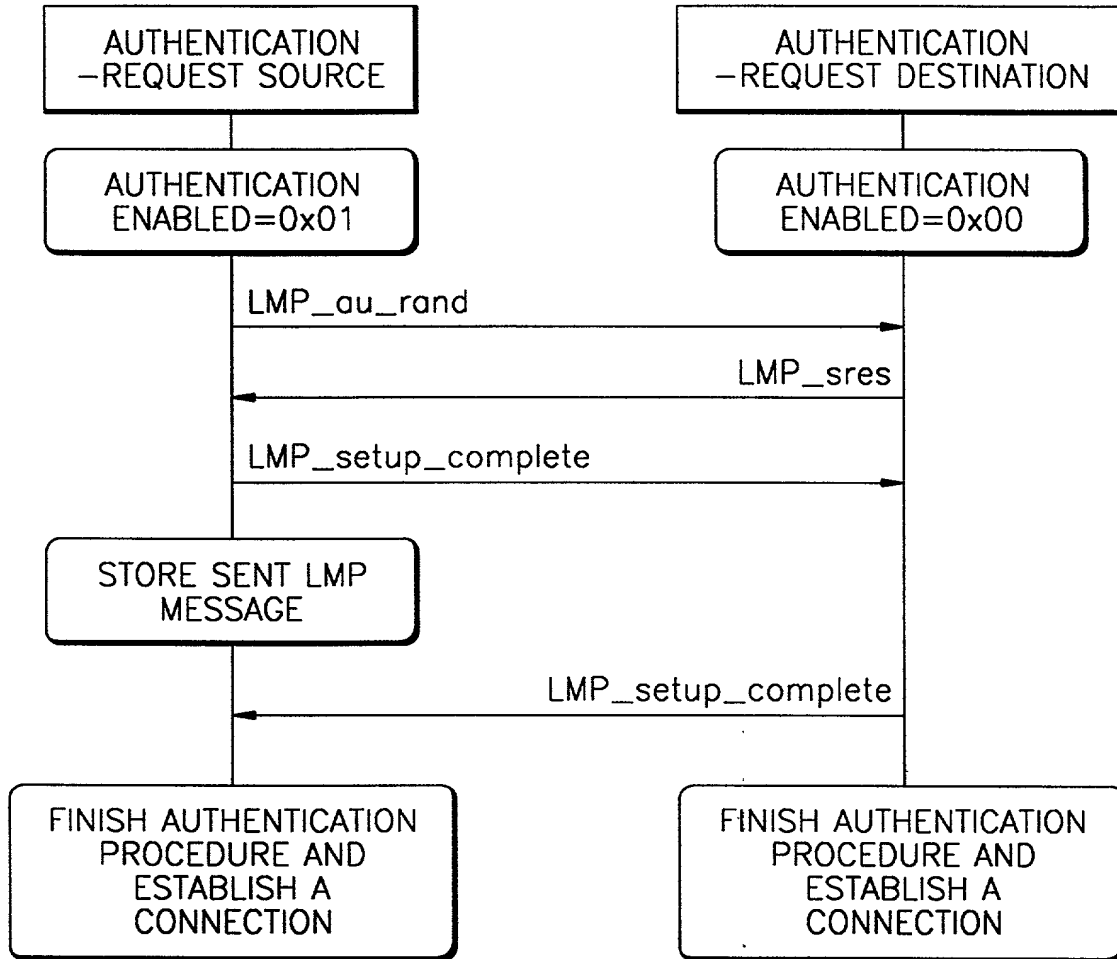 AUTHENTICATION
-REQUEST SOURCE
AUTHENTICATION
-REQUEST DESTINATION
AUTHENTICATION
ENABLED=0x01
AUTHENTICATION
ENABLED=0x00
LMP_au_rand
LMP_sres
LMP_setup_complete
STORE SENT LMP
MESSAGE
LMP_setup_complete
FINISH AUTHENTICATION
PROCEDURE AND
ESTABLISH A
CONNECTION
FINISH AUTHENTICATION
PROCEDURE AND
ESTABLISH A
CONNECTION